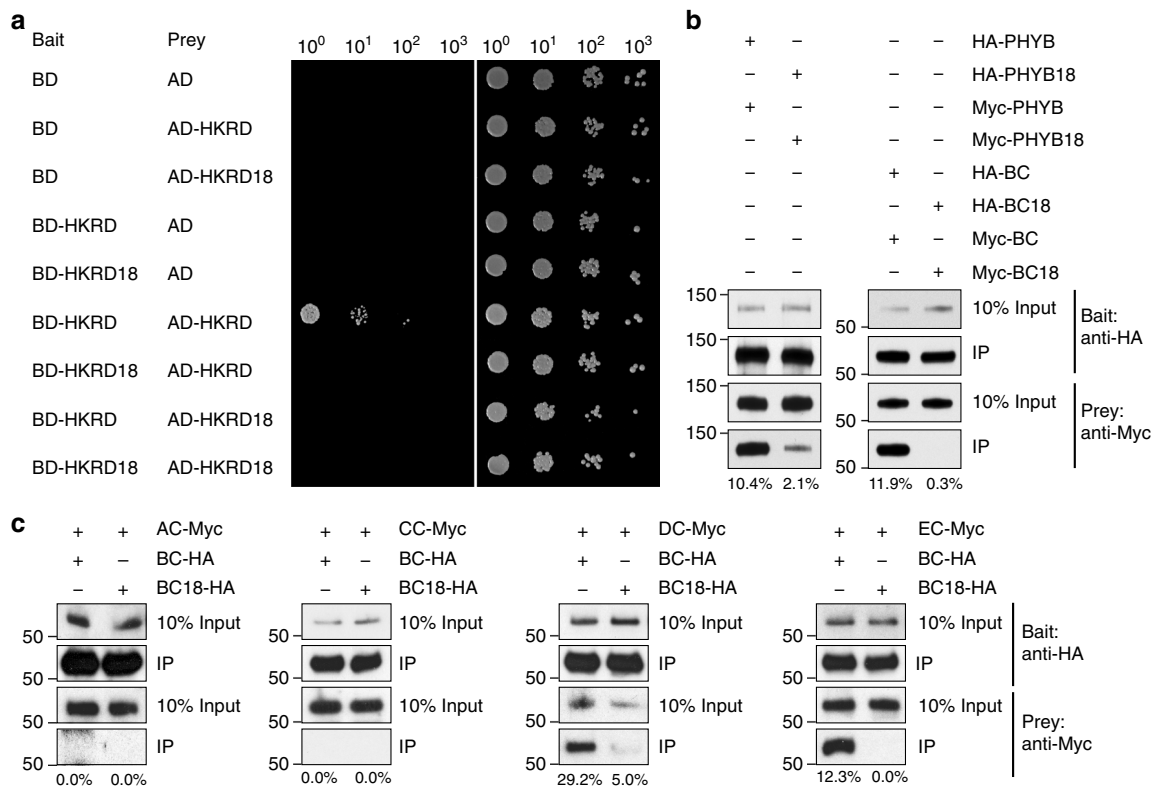 a
Bait Prey 10⁰ 10¹ 10² 10³ 10⁰ 10¹ 10² 10³
BD AD
BD AD-HKRD
BD AD-HKRD18
BD-HKRD AD
BD-HKRD18 AD
BD-HKRD AD-HKRD
BD-HKRD18 AD-HKRD
BD-HKRD AD-HKRD18
BD-HKRD18 AD-HKRD18
b
+ – – – HA-PHYB
– + – – HA-PHYB18
+ – – – Myc-PHYB
– + – – Myc-PHYB18
– – + – HA-BC
– – – + HA-BC18
– – + – Myc-BC
– – – + Myc-BC18
150 50 10% Input
150 50 IP
Bait: anti-HA
150 50 10% Input
150 50 IP
Prey: anti-Myc
10.4% 2.1% 11.9% 0.3%
c
+ + AC-Myc + + CC-Myc + + DC-Myc + + EC-Myc
+ – BC-HA + – BC-HA + – BC-HA + – BC-HA
– + BC18-HA – + BC18-HA – + BC18-HA – + BC18-HA
50 10% Input 50 10% Input 50 10% Input 50 10% Input
50 IP 50 IP 50 IP 50 IP
Bait: anti-HA
50 10% Input 50 10% Input 50 10% Input 50 10% Input
50 IP 50 IP 50 IP 50 IP
Prey: anti-Myc
0.0% 0.0% 0.0% 0.0% 29.2% 5.0% 12.3% 0.0%